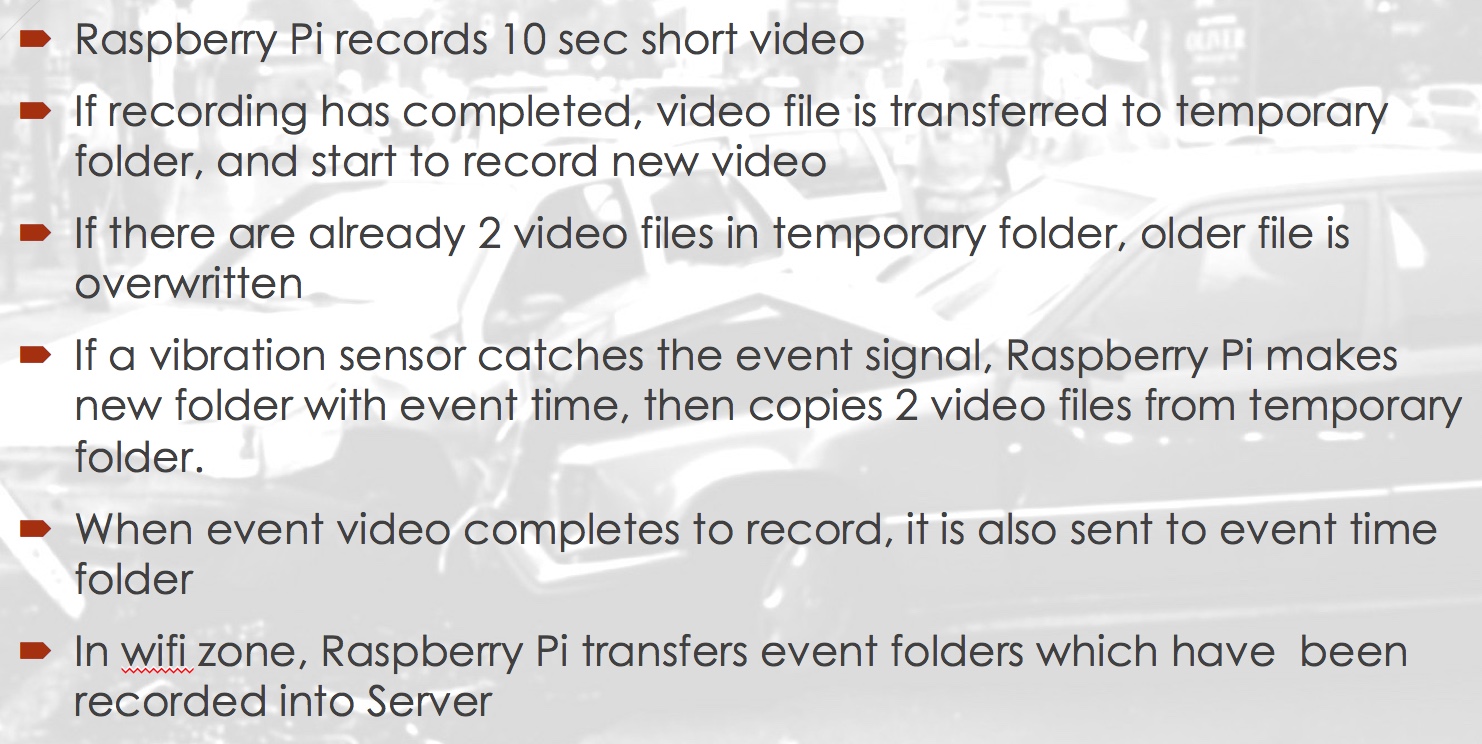 Raspberry Pi records 10 sec short video
If recording has completed, video file is transferred to temporary
folder, and start to record new video
If there are already 2 video files in temporary folder, older file is
overwritten
If a vibration sensor catches the event signal, Raspberry Pi makes
new folder with event time, then copies 2 video files from temporary
folder.
When event video completes to record, it is also sent to event time
folder
In wifi zone, Raspberry Pi transfers event folders which have  been
recorded into Server